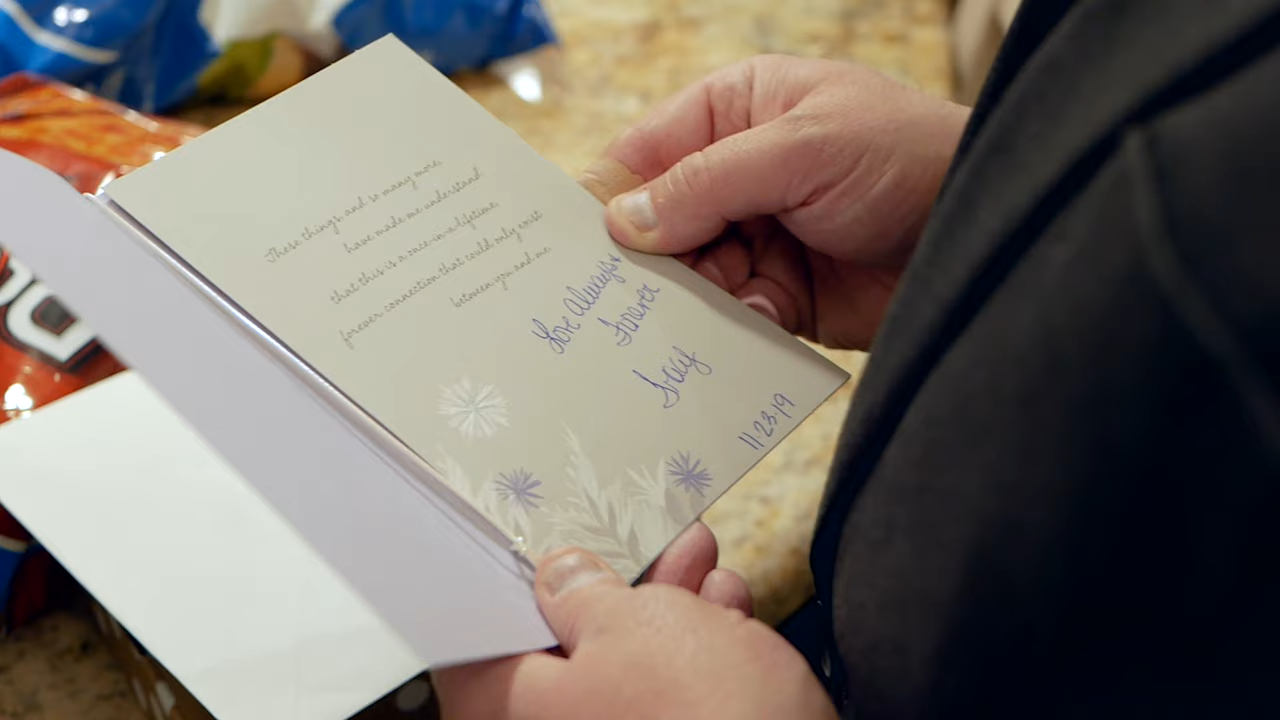 These things and so many more,
have made me understand
that this is a once-in-a-lifetime,
forever connection that could only exist
between you and me.
Love Always &
Forever
Stacy
11-23-19